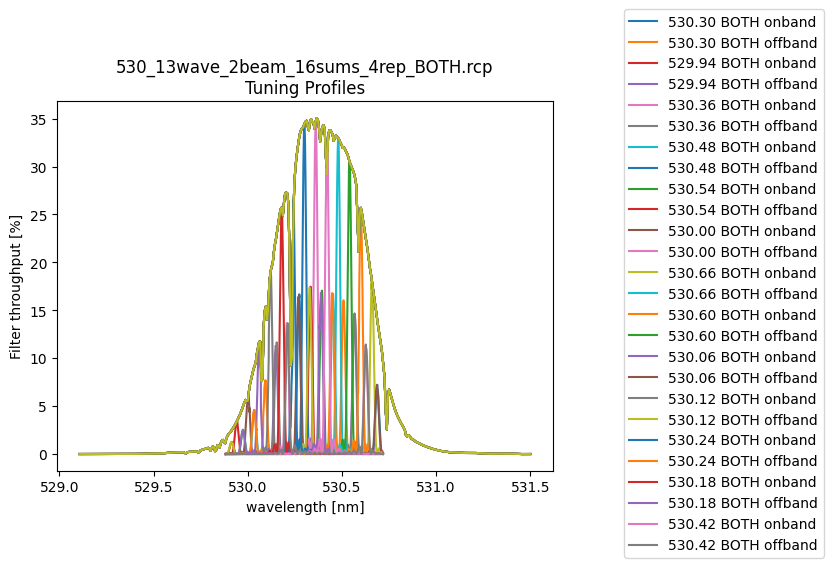 530_13wave_2beam_16sums_4rep_BOTH.rcp
Tuning Profiles
Filter throughput [%]
35
30
25
20
15
10
5
0
529.0 529.5 530.0 530.5 531.0 531.5
wavelength [nm]
530.30 BOTH onband
530.30 BOTH offband
529.94 BOTH onband
529.94 BOTH offband
530.36 BOTH onband
530.36 BOTH offband
530.48 BOTH onband
530.48 BOTH offband
530.54 BOTH onband
530.54 BOTH offband
530.00 BOTH onband
530.00 BOTH offband
530.66 BOTH onband
530.66 BOTH offband
530.60 BOTH onband
530.60 BOTH offband
530.06 BOTH onband
530.06 BOTH offband
530.12 BOTH onband
530.12 BOTH offband
530.24 BOTH onband
530.24 BOTH offband
530.18 BOTH onband
530.18 BOTH offband
530.42 BOTH onband
530.42 BOTH offband